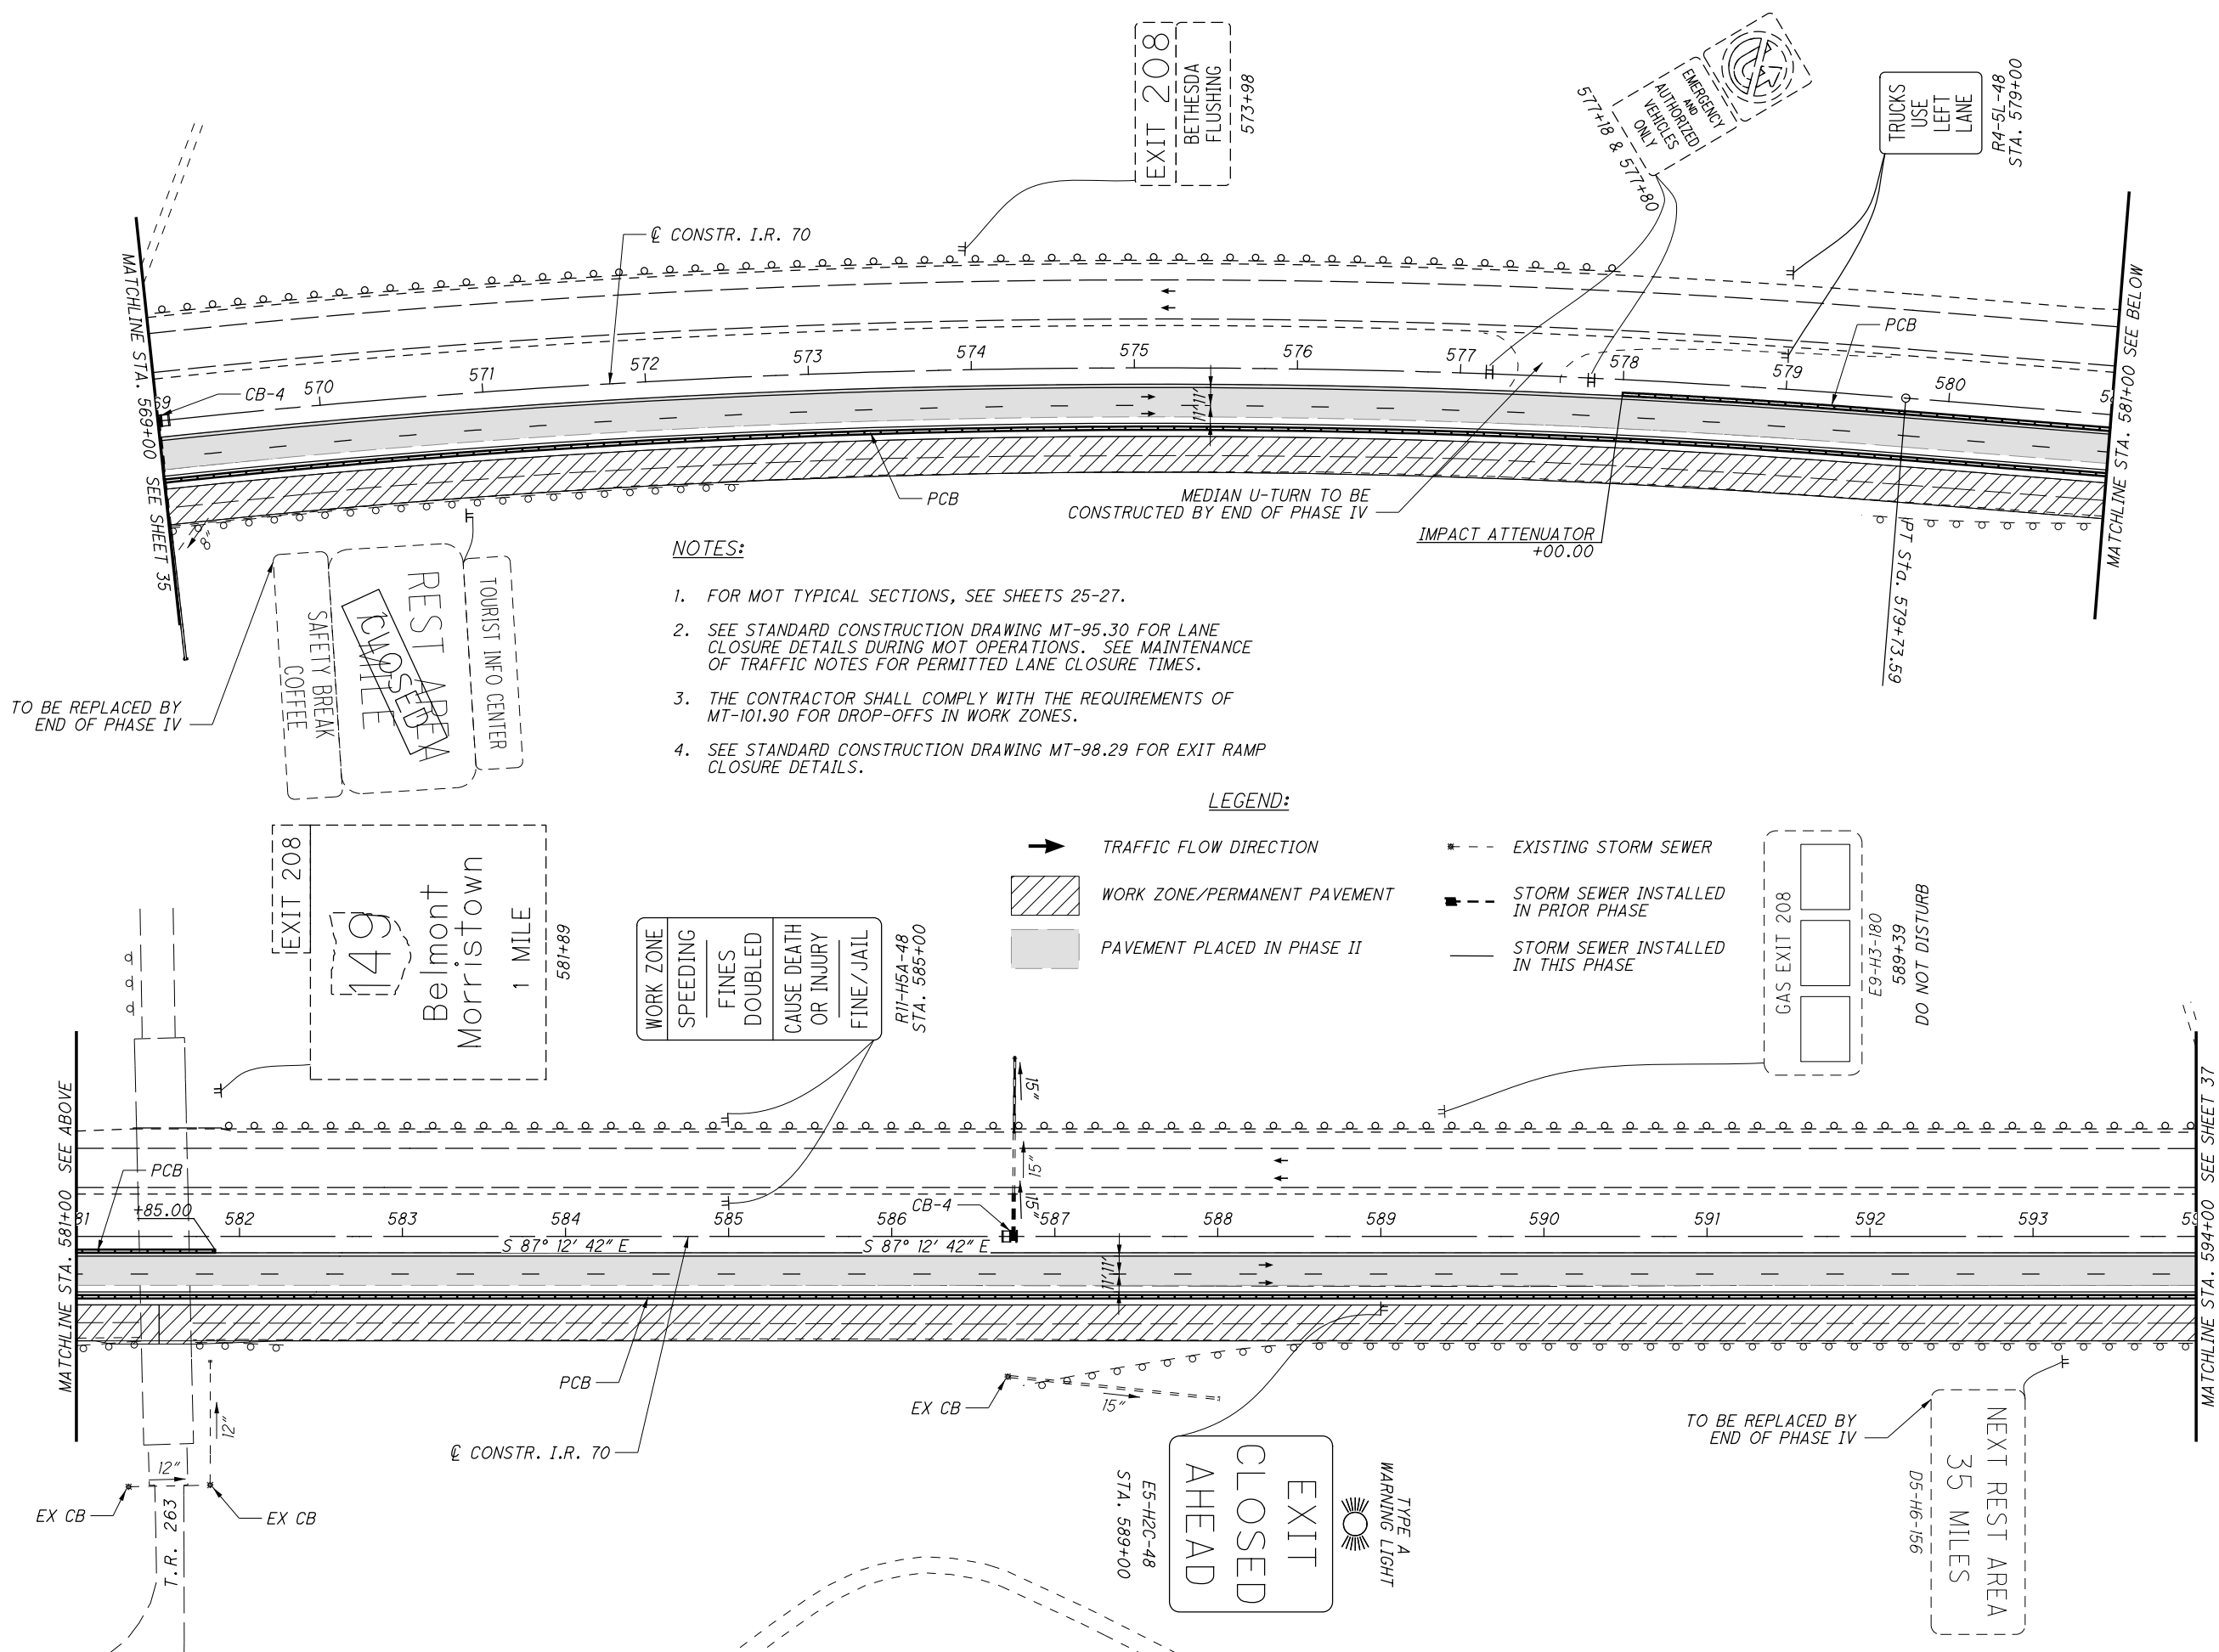 EXIT 208
BETHESDA
FLUSHING
573+98
EMERGENCY
AND
AUTHORIZED
VEHICLES
ONLY
577+18 & 577+80
TRUCKS
USE
LEFT
LANE
R4-5L-48
STA. 579+00
MATCHLINE STA. 569+00 SEE SHEET 35
℄ CONSTR. I.R. 70
CB-4
570
571
572
573
574
575
576
577
578
579
580
PCB
MATCHLINE STA. 581+00 SEE BELOW
11'
11'
PCB
8"
MEDIAN U-TURN TO BE
CONSTRUCTED BY END OF PHASE IV
IMPACT ATTENUATOR
+00.00
PT Sta. 579+73.59
TOURIST INFO CENTER
REST AREA
1 MILE
CLOSED
SAFETY BREAK
COFFEE
TO BE REPLACED BY
END OF PHASE IV
NOTES:
1. FOR MOT TYPICAL SECTIONS, SEE SHEETS 25-27.
2. SEE STANDARD CONSTRUCTION DRAWING MT-95.30 FOR LANE
CLOSURE DETAILS DURING MOT OPERATIONS. SEE MAINTENANCE
OF TRAFFIC NOTES FOR PERMITTED LANE CLOSURE TIMES.
3. THE CONTRACTOR SHALL COMPLY WITH THE REQUIREMENTS OF
MT-101.90 FOR DROP-OFFS IN WORK ZONES.
4. SEE STANDARD CONSTRUCTION DRAWING MT-98.29 FOR EXIT RAMP
CLOSURE DETAILS.
LEGEND:
TRAFFIC FLOW DIRECTION
WORK ZONE/PERMANENT PAVEMENT
PAVEMENT PLACED IN PHASE II
EXISTING STORM SEWER
STORM SEWER INSTALLED
IN PRIOR PHASE
STORM SEWER INSTALLED
IN THIS PHASE
EXIT 208
149
Belmont
Morristown
1 MILE
581+89
WORK ZONE
SPEEDING
FINES
DOUBLED
CAUSE DEATH
OR INJURY
FINE/JAIL
R11-H5A-48
STA. 585+00
GAS EXIT 208
E9-H3-180
589+39
DO NOT DISTURB
MATCHLINE STA. 581+00 SEE ABOVE
PCB
+85.00
582
583
584
585
586
587
588
589
590
591
592
593
S 87° 12' 42" E
S 87° 12' 42" E
CB-4
15"
15"
15"
11'
11'
MATCHLINE STA. 594+00 SEE SHEET 37
PCB
℄ CONSTR. I.R. 70
EX CB
15"
12"
12"
EX CB
EX CB
T.R. 263
EXIT
CLOSED
AHEAD
E5-H2C-48
STA. 589+00
TYPE A
WARNING LIGHT
TO BE REPLACED BY
END OF PHASE IV
NEXT REST AREA
35 MILES
D5-H6-156